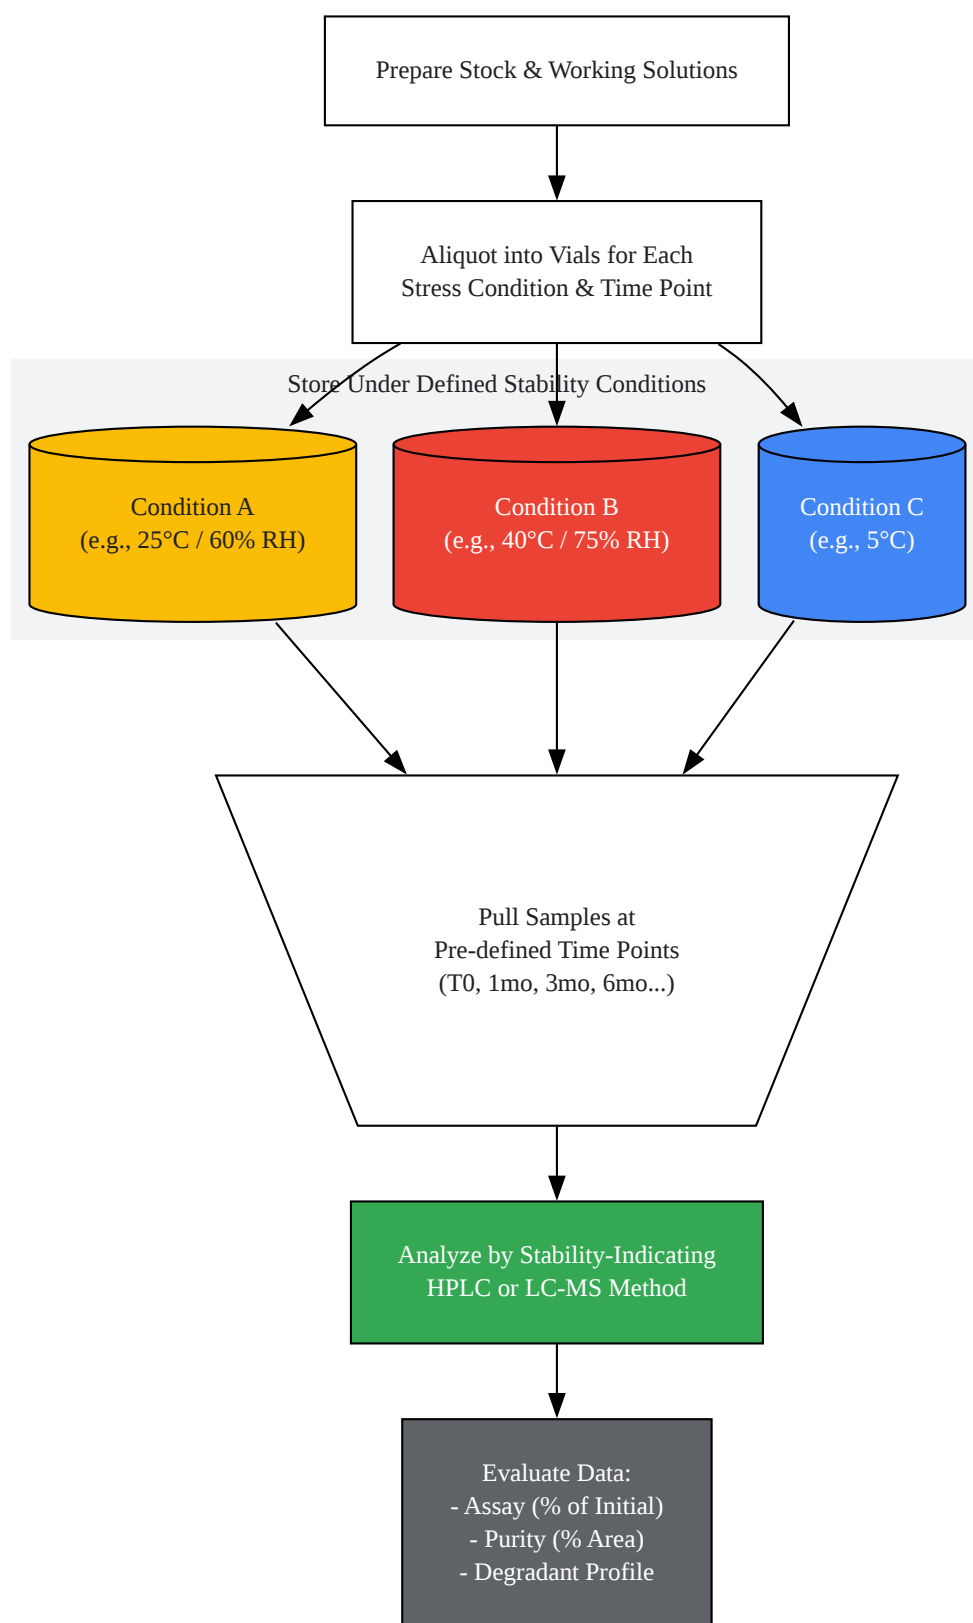 Prepare Stock & Working Solutions
Aliquot into Vials for Each
Stress Condition & Time Point
Store Under Defined Stability Conditions
Condition A
(e.g., 25°C / 60% RH)
Condition B
(e.g., 40°C / 75% RH)
Condition C
(e.g., 5°C)
Pull Samples at
Pre-defined Time Points
(T0, 1mo, 3mo, 6mo...)
Analyze by Stability-Indicating
HPLC or LC-MS Method
Evaluate Data:
- Assay (% of Initial)
- Purity (% Area)
- Degradant Profile